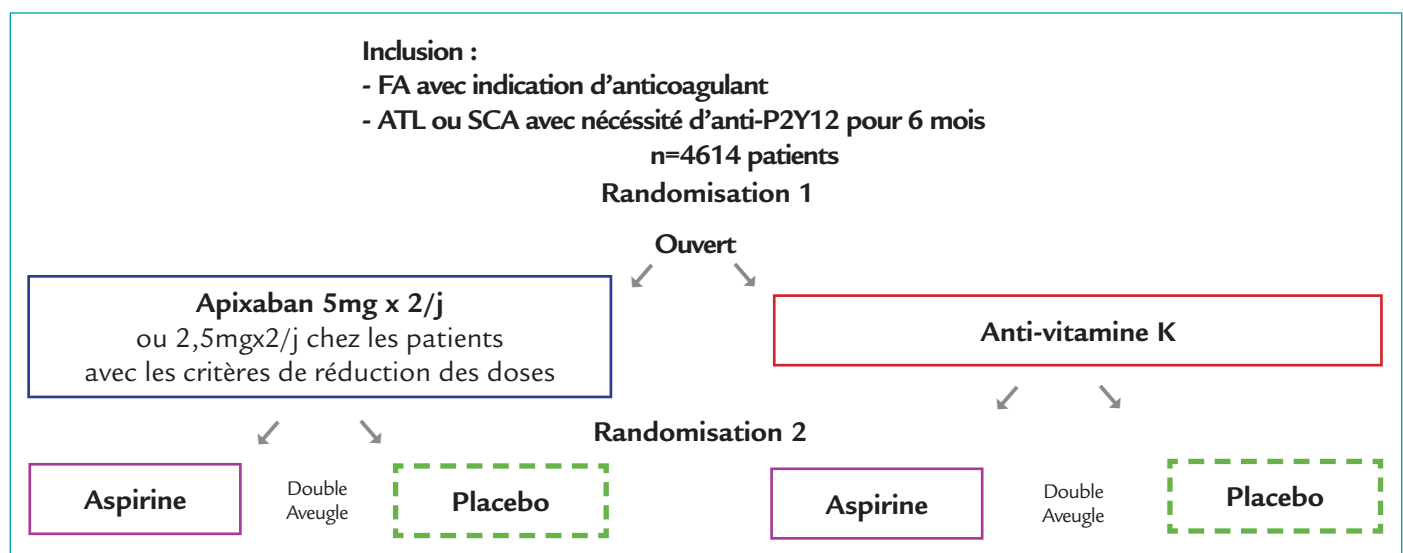 Inclusion :
- FA avec indication d'anticoagulant
- ATL ou SCA avec nécéssité d'anti-P2Y12 pour 6 mois
n=4614 patients
Randomisation 1
Ouvert
Apixaban 5mg x 2/j
ou 2,5mgx2/j chez les patients
avec les critères de réduction des doses
Anti-vitamine K
Randomisation 2
Aspirine
Double
Aveugle
Placebo
Aspirine
Double
Aveugle
Placebo